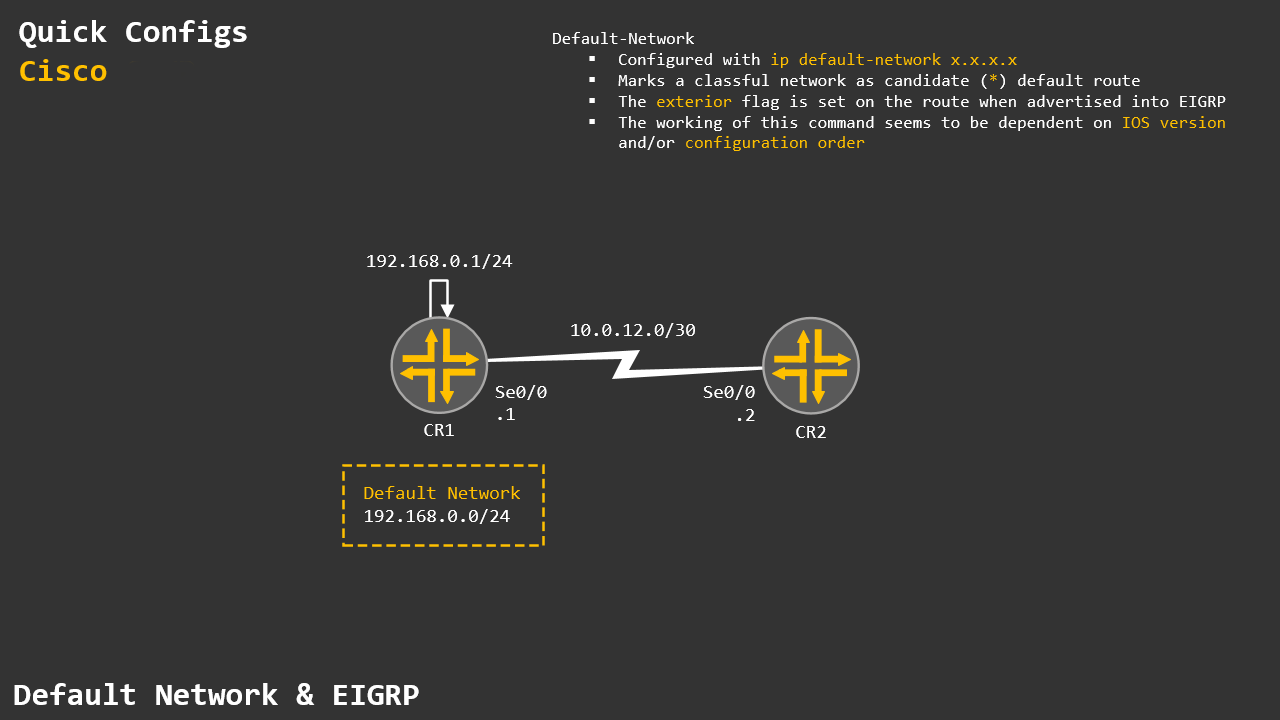 Quick Configs
Cisco
Default-Network
▪ Configured with ip default-network x.x.x.x
▪ Marks a classful network as candidate (*) default route
▪ The exterior flag is set on the route when advertised into EIGRP
▪ The working of this command seems to be dependent on IOS version
and/or configuration order
192.168.0.1/24
10.0.12.0/30
Se0/0
.1
Se0/0
.2
CR1
CR2
Default Network
192.168.0.0/24
Default Network & EIGRP